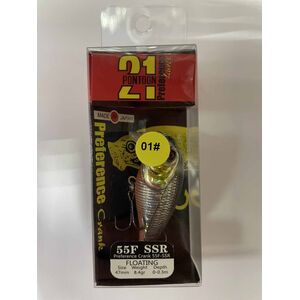 21
PONTOON
Preference
MADE JAPAN
01#
Preference
Crank
55F SSR
Preference Crank 55F-SSR
FLOATING
Size Weight Depth
47mm 8.4gr 0-0.5m